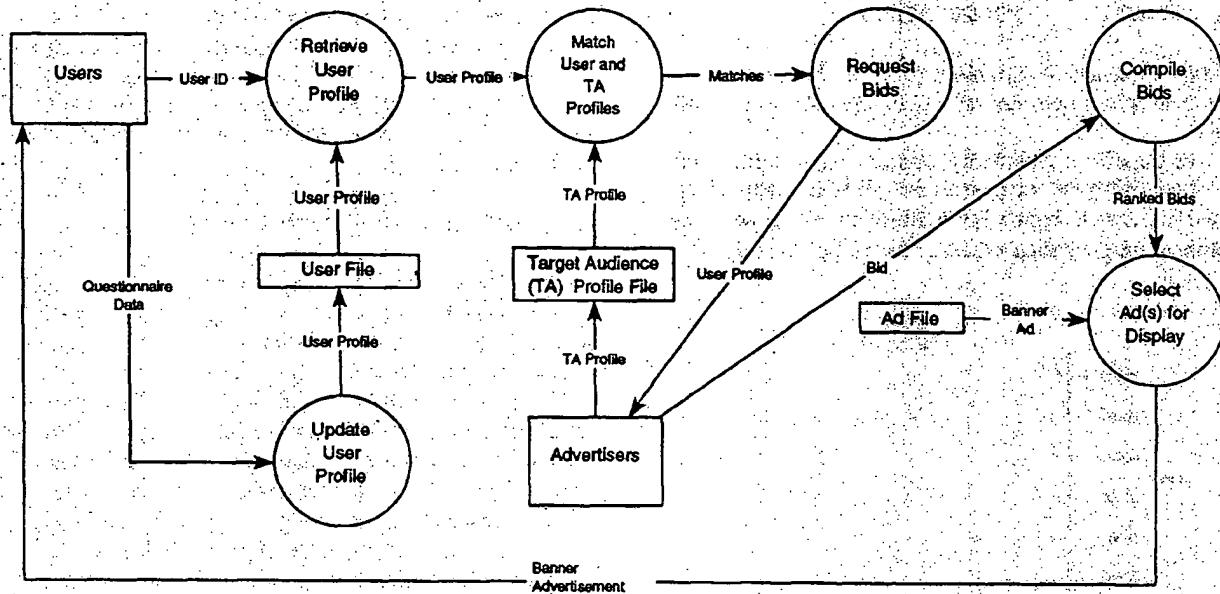 Users
User ID
Retrieve
User
Profile
User Profile
Match
User and
TA
Profiles
Matches
Request
Bids
Compile
Bids
User Profile
TA Profile
Ranked Bids
User File
Target Audience
(TA) Profile File
User Profile
Bid
Questionnaire
Data
Ad File
Banner
Ad
Select
Ad(s) for
Display
User Profile
TA Profile
Update
User
Profile
Advertisers
Banner
Advertisement